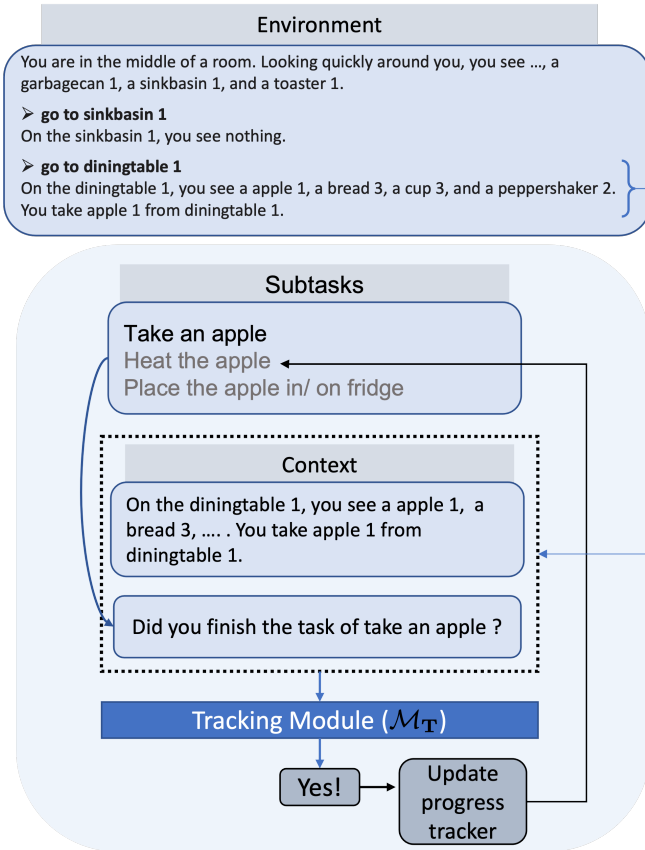 Environment
You are in the middle of a room. Looking quickly around you, you see ..., a
garbagecan 1, a sinkbasin 1, and a toaster 1.
➢ go to sinkbasin 1
On the sinkbasin 1, you see nothing.
➢ go to diningtable 1
On the diningtable 1, you see a apple 1, a bread 3, a cup 3, and a peppershaker 2.
You take apple 1 from diningtable 1.
Subtasks
Take an apple
Heat the apple
Place the apple in/ on fridge
Context
On the diningtable 1, you see a apple 1, a
bread 3, .... . You take apple 1 from
diningtable 1.
Did you finish the task of take an apple ?
Tracking Module (ℳ_T)
Yes!
Update
progress
tracker